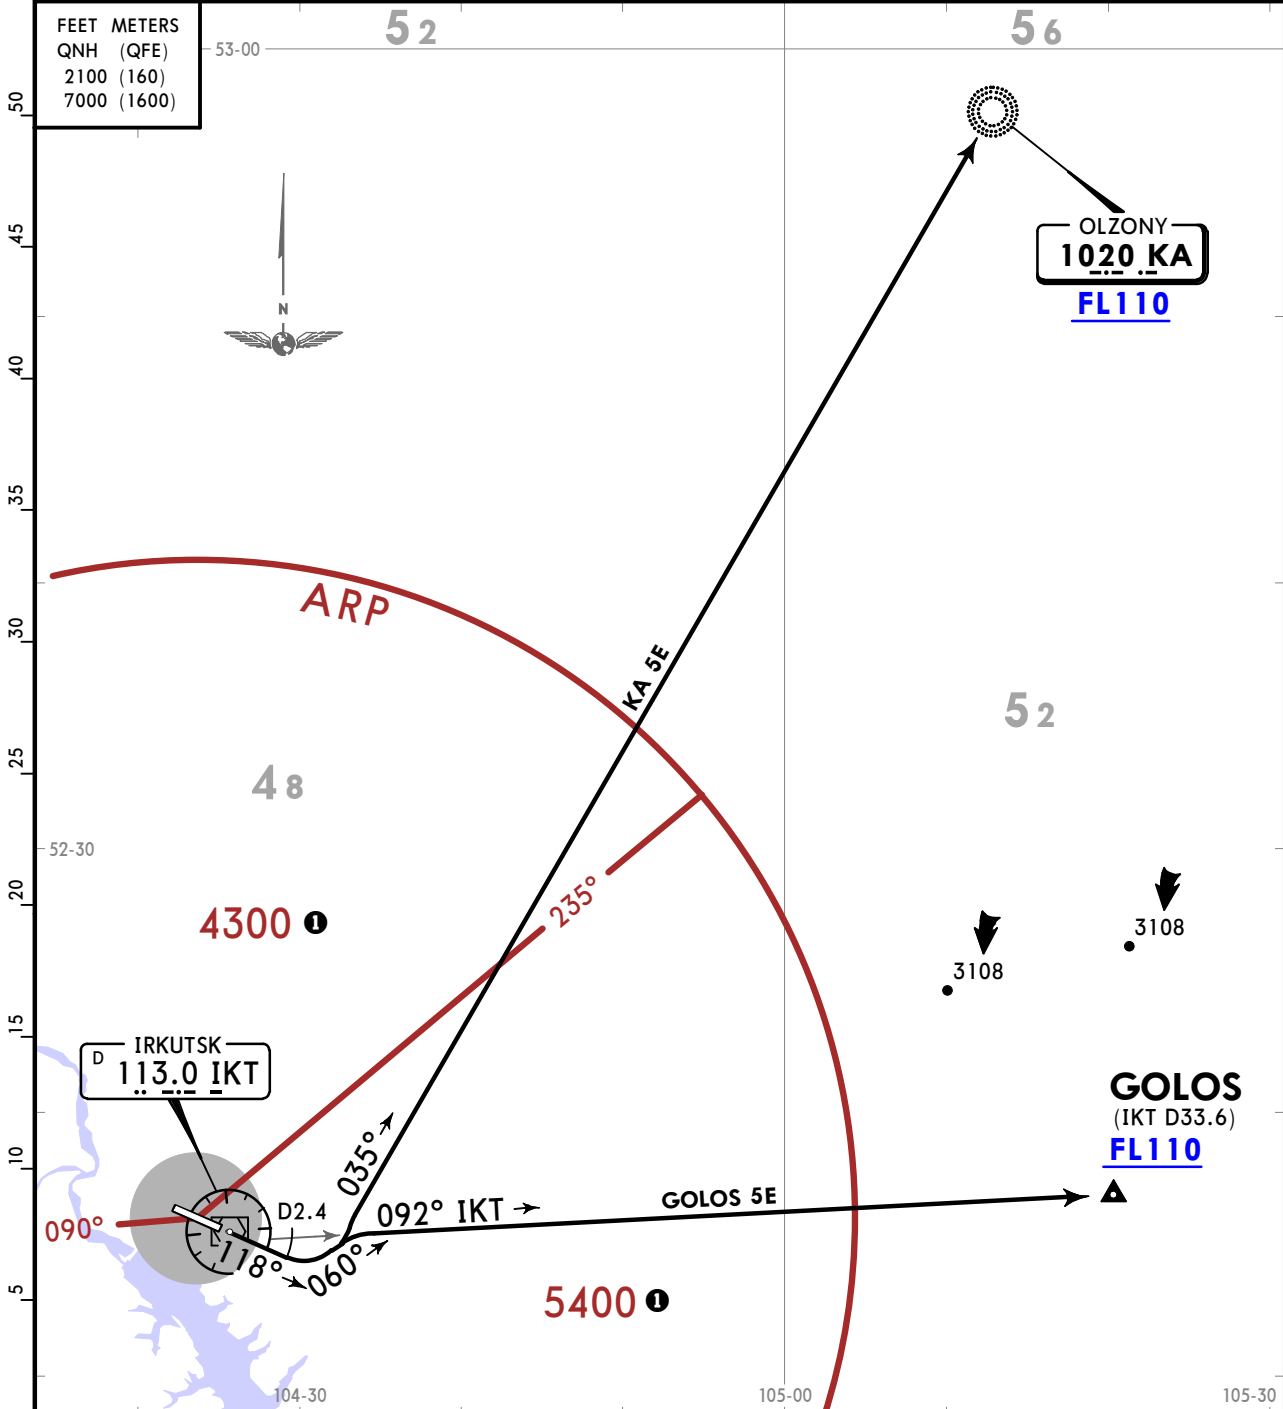 FEET METERS
QNH (QFE)
2100 (160)
7000 (1600)
52
56
53-00
50
N
OLZONY
1020 KA
FL110
45
40
35
ARP
30
KA 5E
52
25
48
52-30
235°
20
4300 1
3108
3108
15
IRKUTSK
D 113.0 IKT
GOLOS
(IKT D33.6)
FL110
10
035°
090°
D2.4
092° IKT
GOLOS 5E
118°
060°
5
5400 1
104-30
105-00
105-30